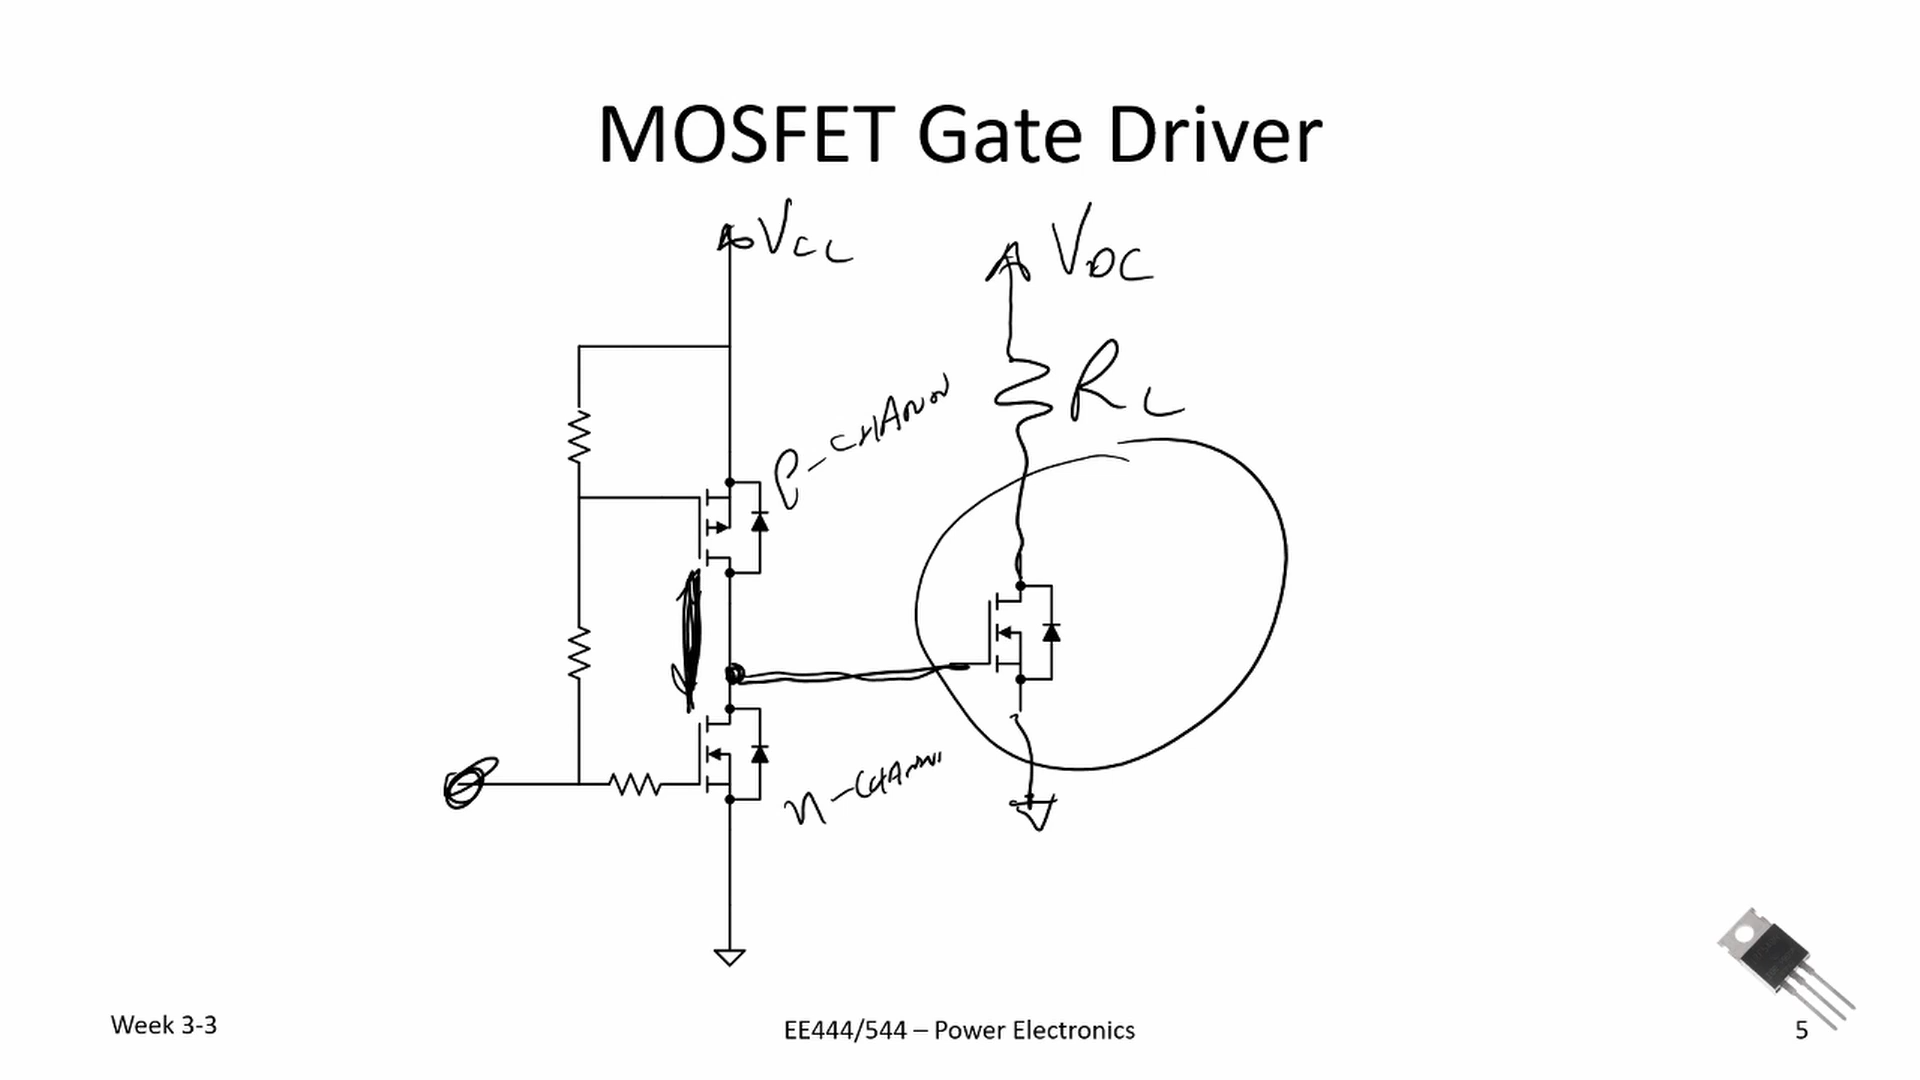 MOSFET Gate Driver
VCC
VDC
RL
P-CHANN
n-CHANN
Week 3-3
EE444/544 – Power Electronics
5